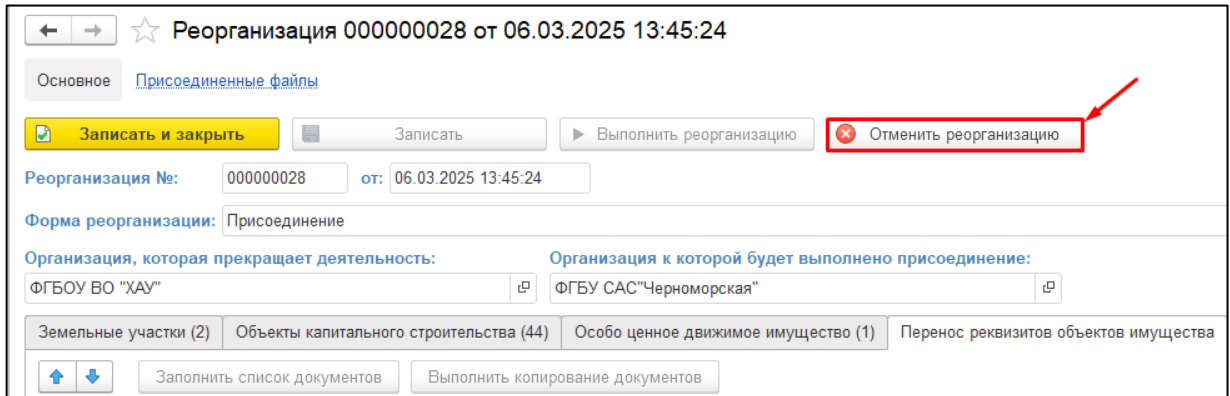 Реорганизация 000000028 от 06.03.2025 13:45:24
Основное Присоединенные файлы
Записать и закрыть Записать Выполнить реорганизацию Отменить реорганизацию
Реорганизация №: 000000028 от: 06.03.2025 13:45:24
Форма реорганизации: Присоединение
Организация, которая прекращает деятельность: Организация к которой будет выполнено присоединение:
ФГБОУ ВО "ХАУ" ФГБУ САС"Черноморская"
Земельные участки (2) Объекты капитального строительства (44) Особо ценное движимое имущество (1) Перенос реквизитов объектов имущества
Заполнить список документов Выполнить копирование документов